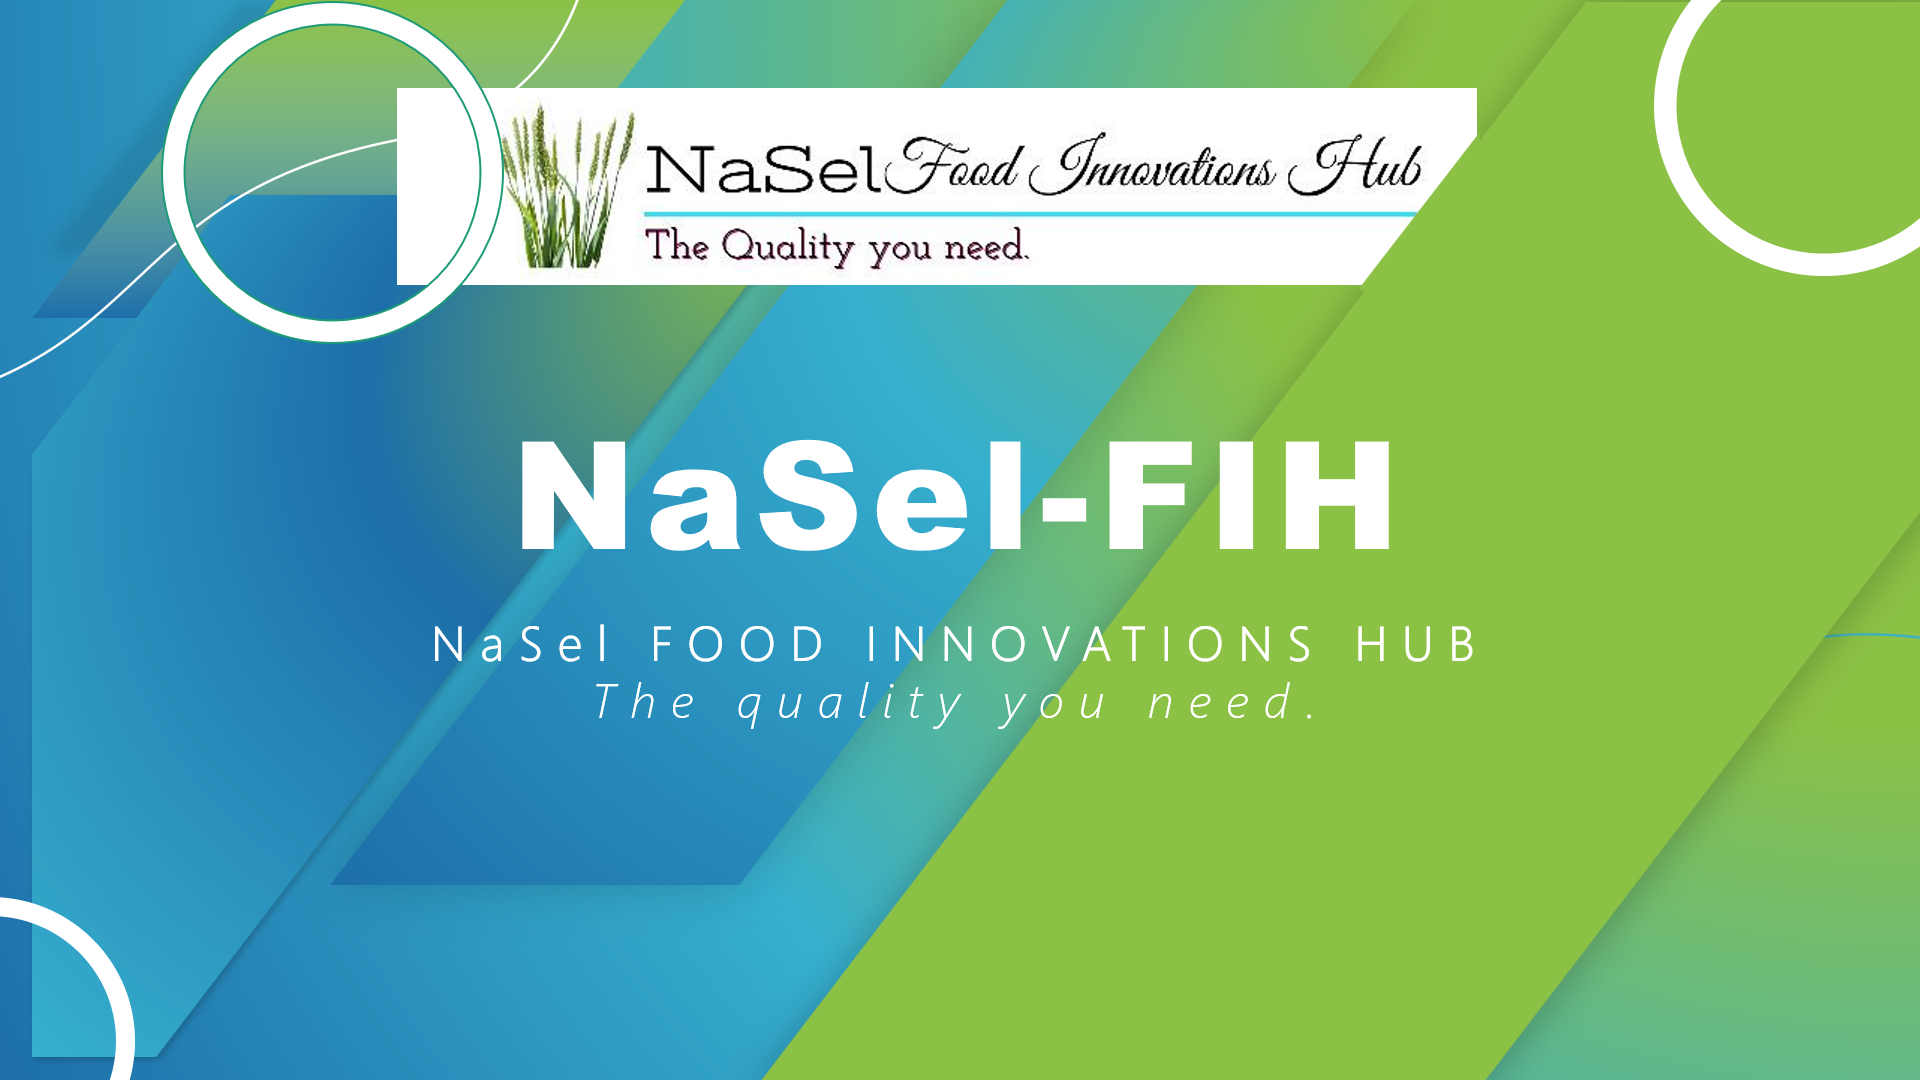 NaSel Food Innovations Hub
The Quality you need.
NaSel-FIH
NaSel FOOD INNOVATIONS HUB
The quality you need.